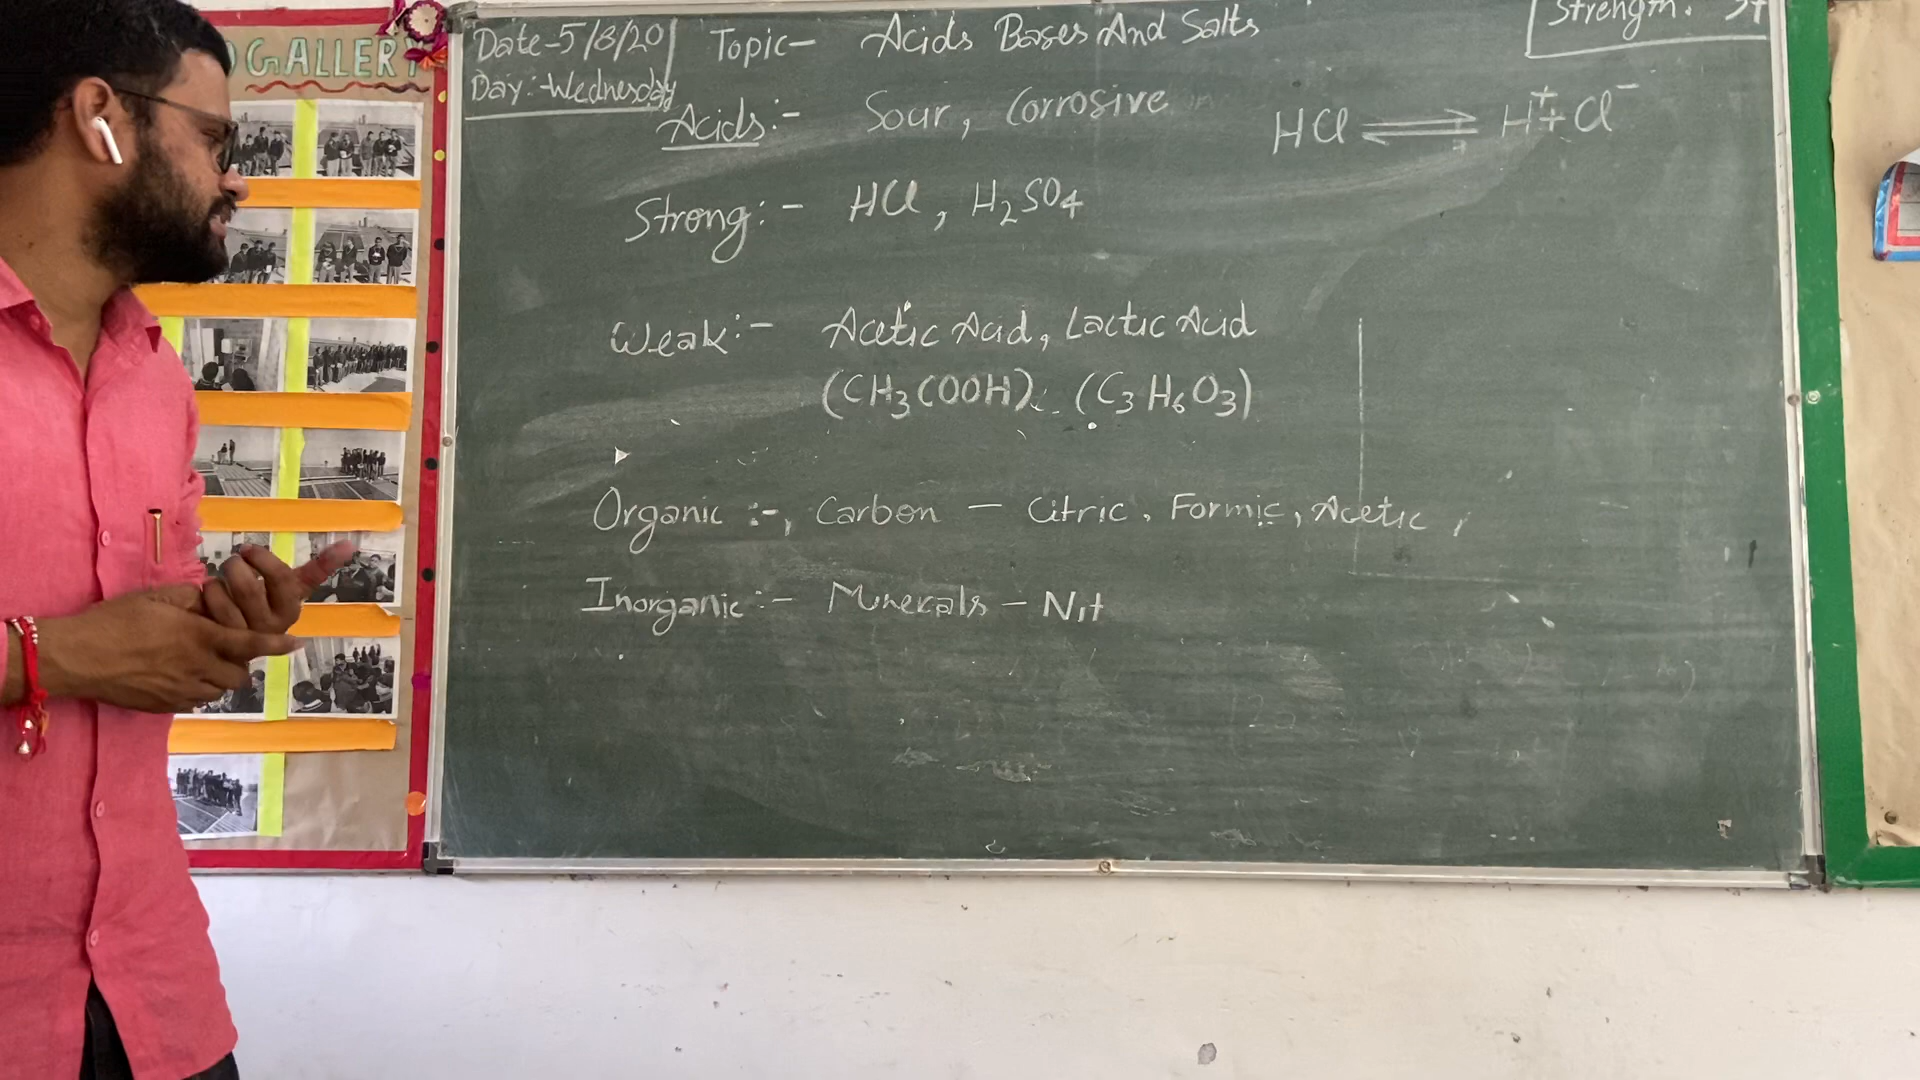 GALLERY
Date-5/8/20
Day:-Wednesday
Topic- Acids Bases And Salts
Strength.
Acids:- Sour, Corrosive
HCl ⇌ H⁺ + Cl⁻
Strong:- HCl, H₂SO₄
Weak:- Acetic Acid, Lactic Acid
(CH₃COOH). (C₃H₆O₃)
Organic :-, Carbon - Citric, Formic, Acetic,
Inorganic:- Minerals - Nit